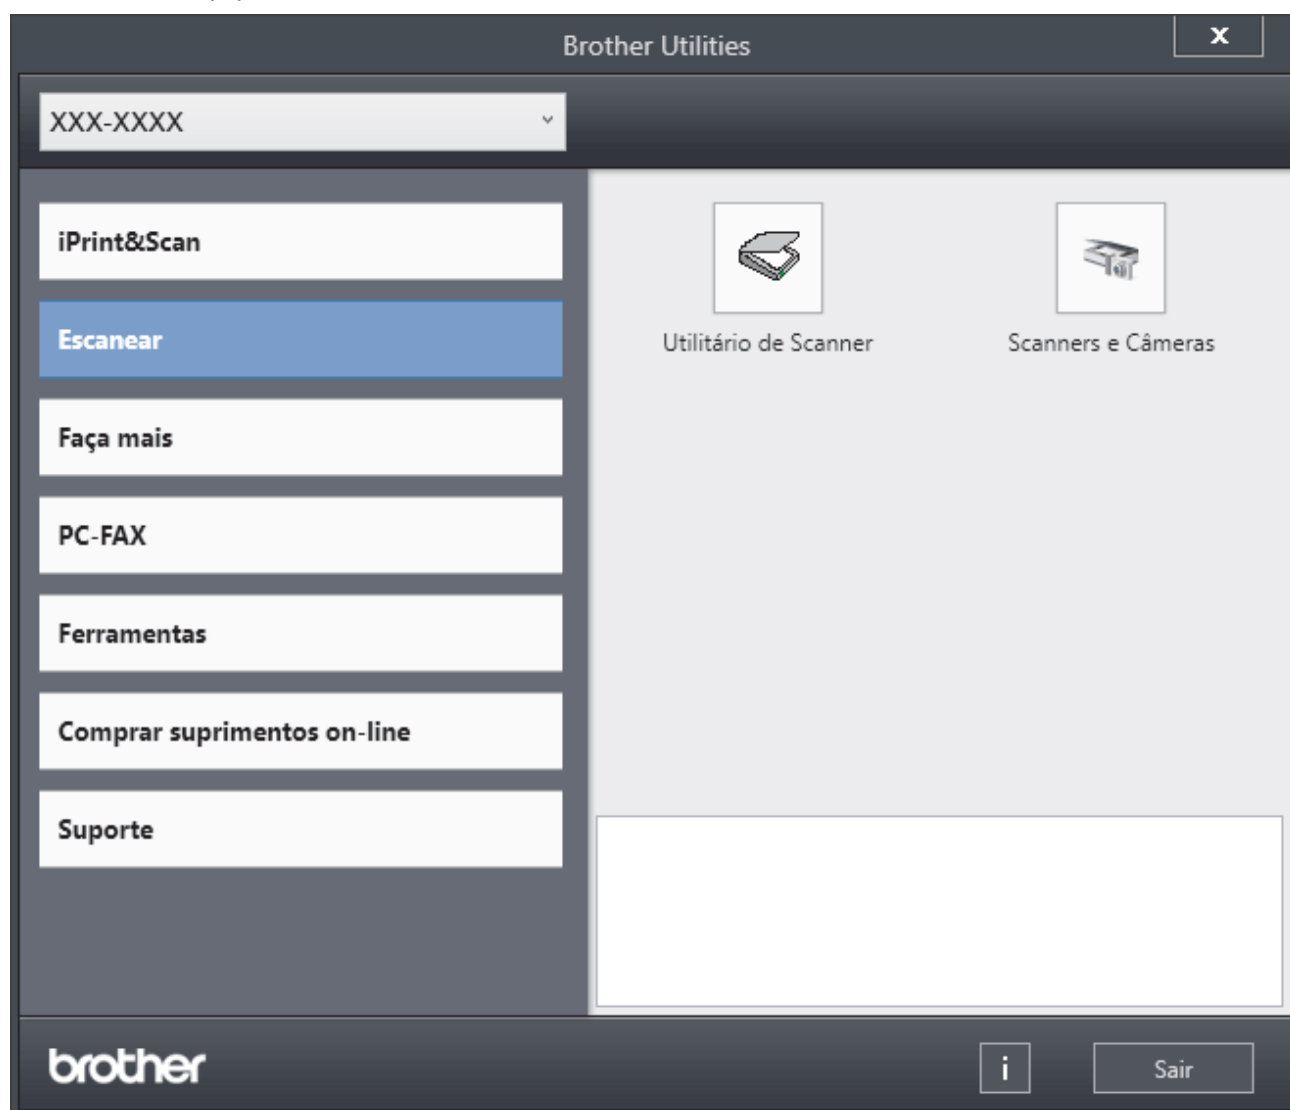 Brother Utilities
x
XXX-XXXX
iPrint&Scan
Escanear
Faça mais
PC-FAX
Ferramentas
Comprar suprimentos on-line
Suporte
Utilitário de Scanner
Scanners e Câmeras
brother
i
Sair